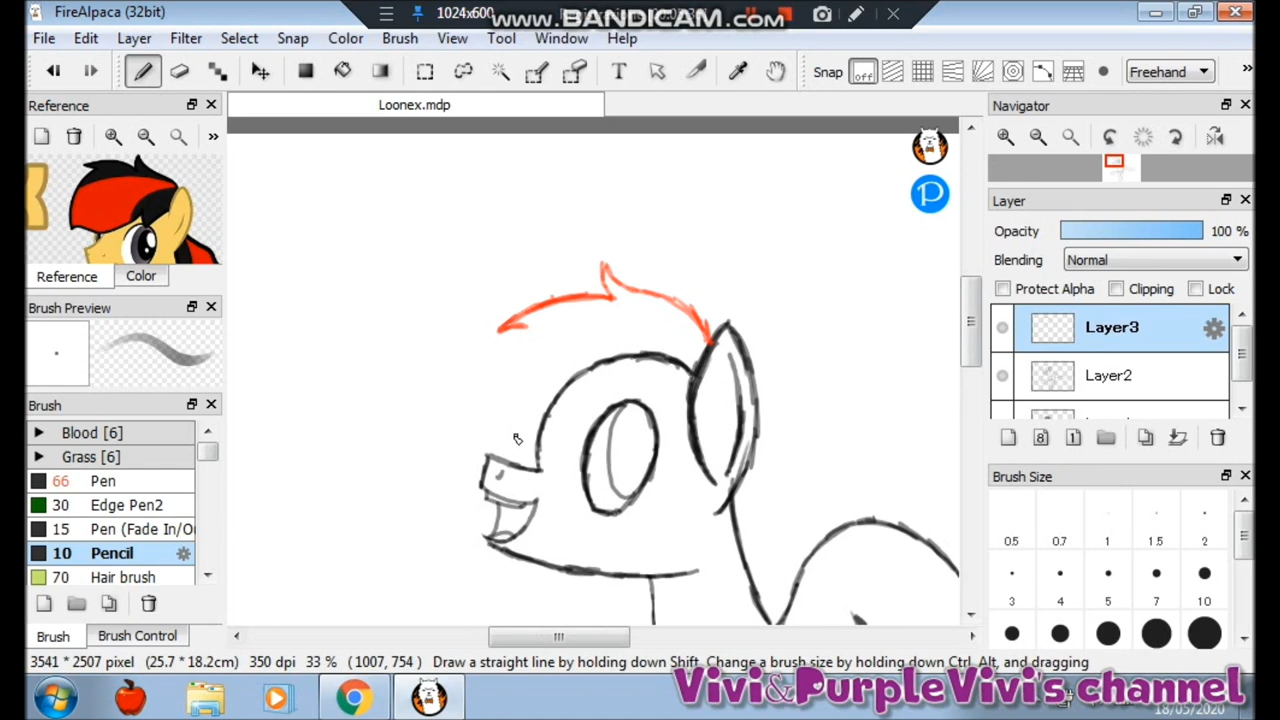 FireAlpaca (32bit)
1024x600
WWW.BANDICAM.COM
File Edit Layer Filter Select Snap Color Brush View Tool Window Help
Snap off Freehand
Reference
Loonex.mdp
Navigator
Layer
Opacity 100 %
Blending Normal
Reference Color
Protect Alpha Clipping Lock
Brush Preview
Layer3
Layer2
Brush
Blood [6]
Grass [6]
66 Pen
30 Edge Pen2
15 Pen (Fade In/O
10 Pencil
70 Hair brush
Brush Size
0.5 0.7 1 1.5 2
3 4 5 7 10
Brush Brush Control
3541 * 2507 pixel (25.7 * 18.2cm) 350 dpi 33 % (1007, 754) Draw a straight line by holding down Shift, Change a brush size by holding down Ctrl, Alt, and dragging
Vivi&PurpleVivi's channel
18/05/2020